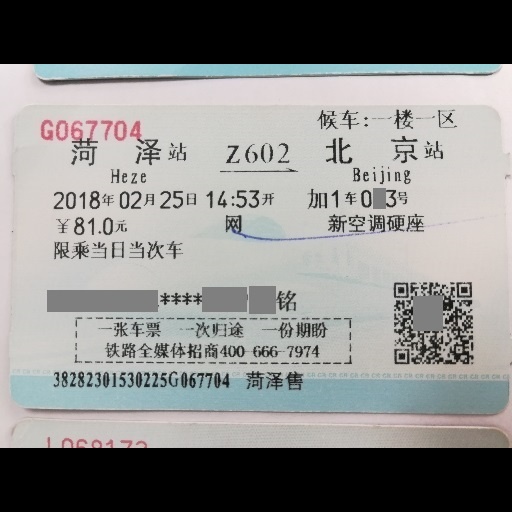 候车:一楼一区
G067704
菏泽站 Z602 北京站
Heze Beijing
2018年02月25日 14:53开 加1车0 3号
￥81.0元 网 新空调硬座
限乘当日当次车
**** 铭
一张车票 一次归途 一份期盼
铁路全媒体招商400-666-7974
38282301530225G067704 菏泽售